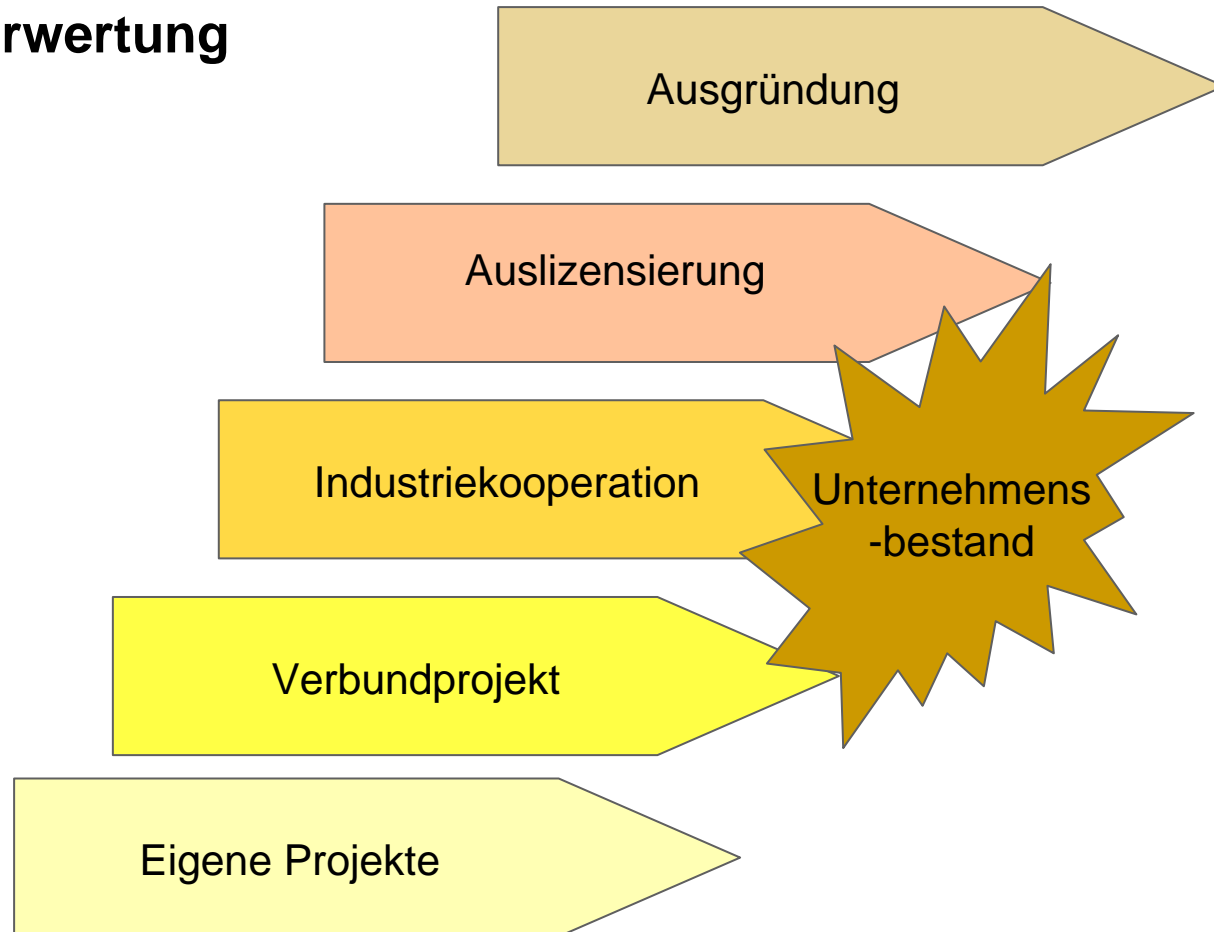 rwertung
Ausgründung
Auslizensierung
Industriekooperation
Unternehmens
-bestand
Verbundprojekt
Eigene Projekte